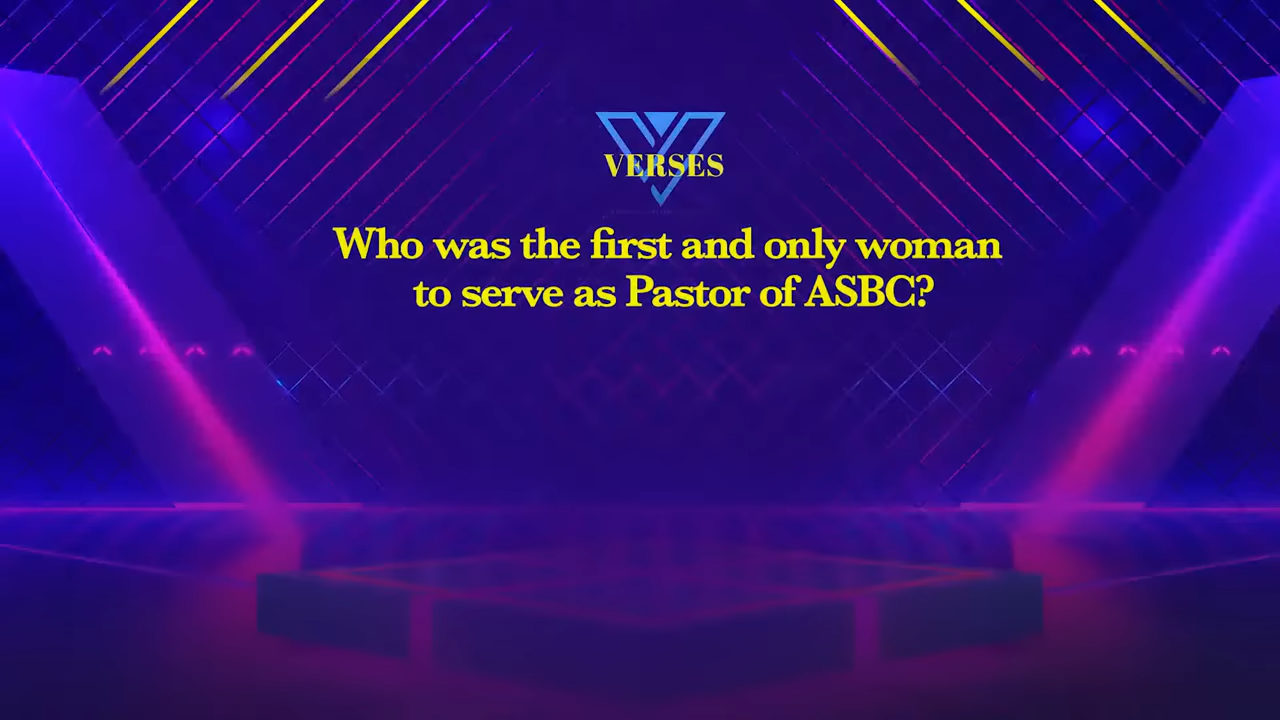 VERSES
Who was the first and only woman
to serve as Pastor of ASBC?